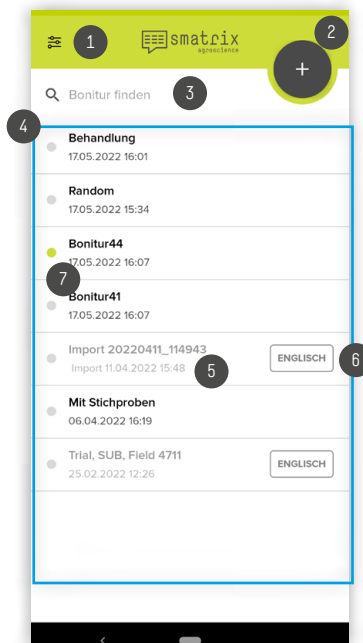 1
2
smatrix
agroscience
+
Bonitur finden
3
4
Behandlung
17.05.2022 16:01
Random
17.05.2022 15:34
Bonitur44
17.05.2022 16:07
7
Bonitur41
17.05.2022 16:07
Import 20220411_114943
ENGLISCH
6
Import 11.04.2022 15:48
5
Mit Stichproben
06.04.2022 16:19
Trial, SUB, Field 4711
ENGLISCH
25.02.2022 12:26